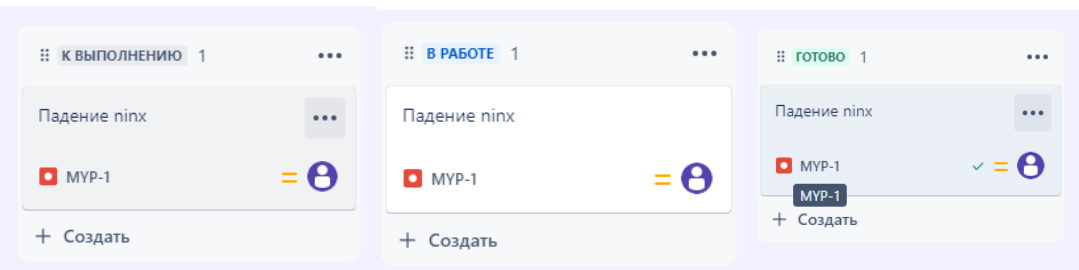 К ВЫПОЛНЕНИЮ 1
Падение ninx
MYP-1
+ Создать
В РАБОТЕ 1
Падение ninx
MYP-1
+ Создать
ГОТОВО 1
Падение ninx
MYP-1
MYP-1
+ Создать